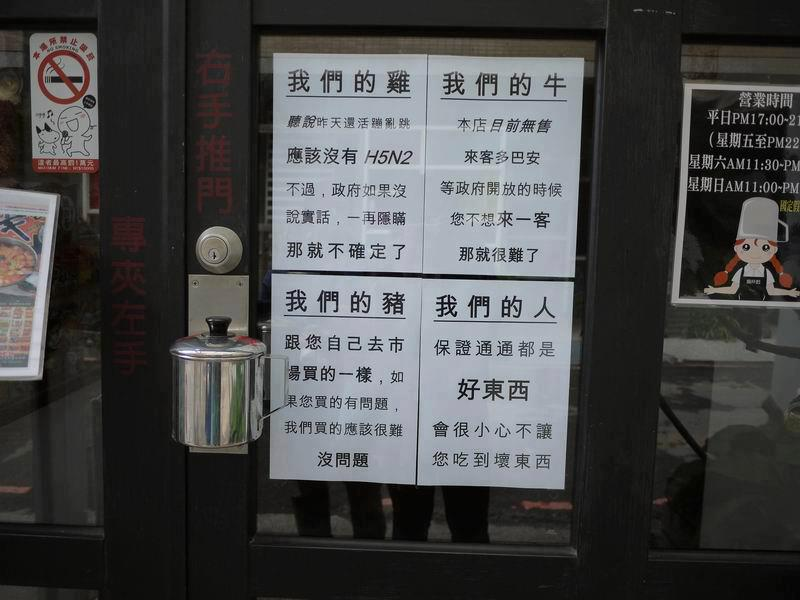 本場所禁止吸菸
NO SMOKING
違者最高罰1萬元
右手推門
專夾左手
我們的雞
聽說昨天還活蹦亂跳
應該沒有 H5N2
不過，政府如果沒
說實話，一再隱瞞
那就不確定了
我們的牛
本店目前無售
來客多巴安
等政府開放的時候
您不想來一客
那就很難了
我們的豬
跟您自己去市
場買的一樣，如
果您買的有問題，
我們買的應該很難
沒問題
我們的人
保證通通都是
好東西
會很小心不讓
您吃到壞東西
營業時間
平日PM17:00~2
(星期五至PM22
星期六AM11:30~PM
星期日AM11:00~PM